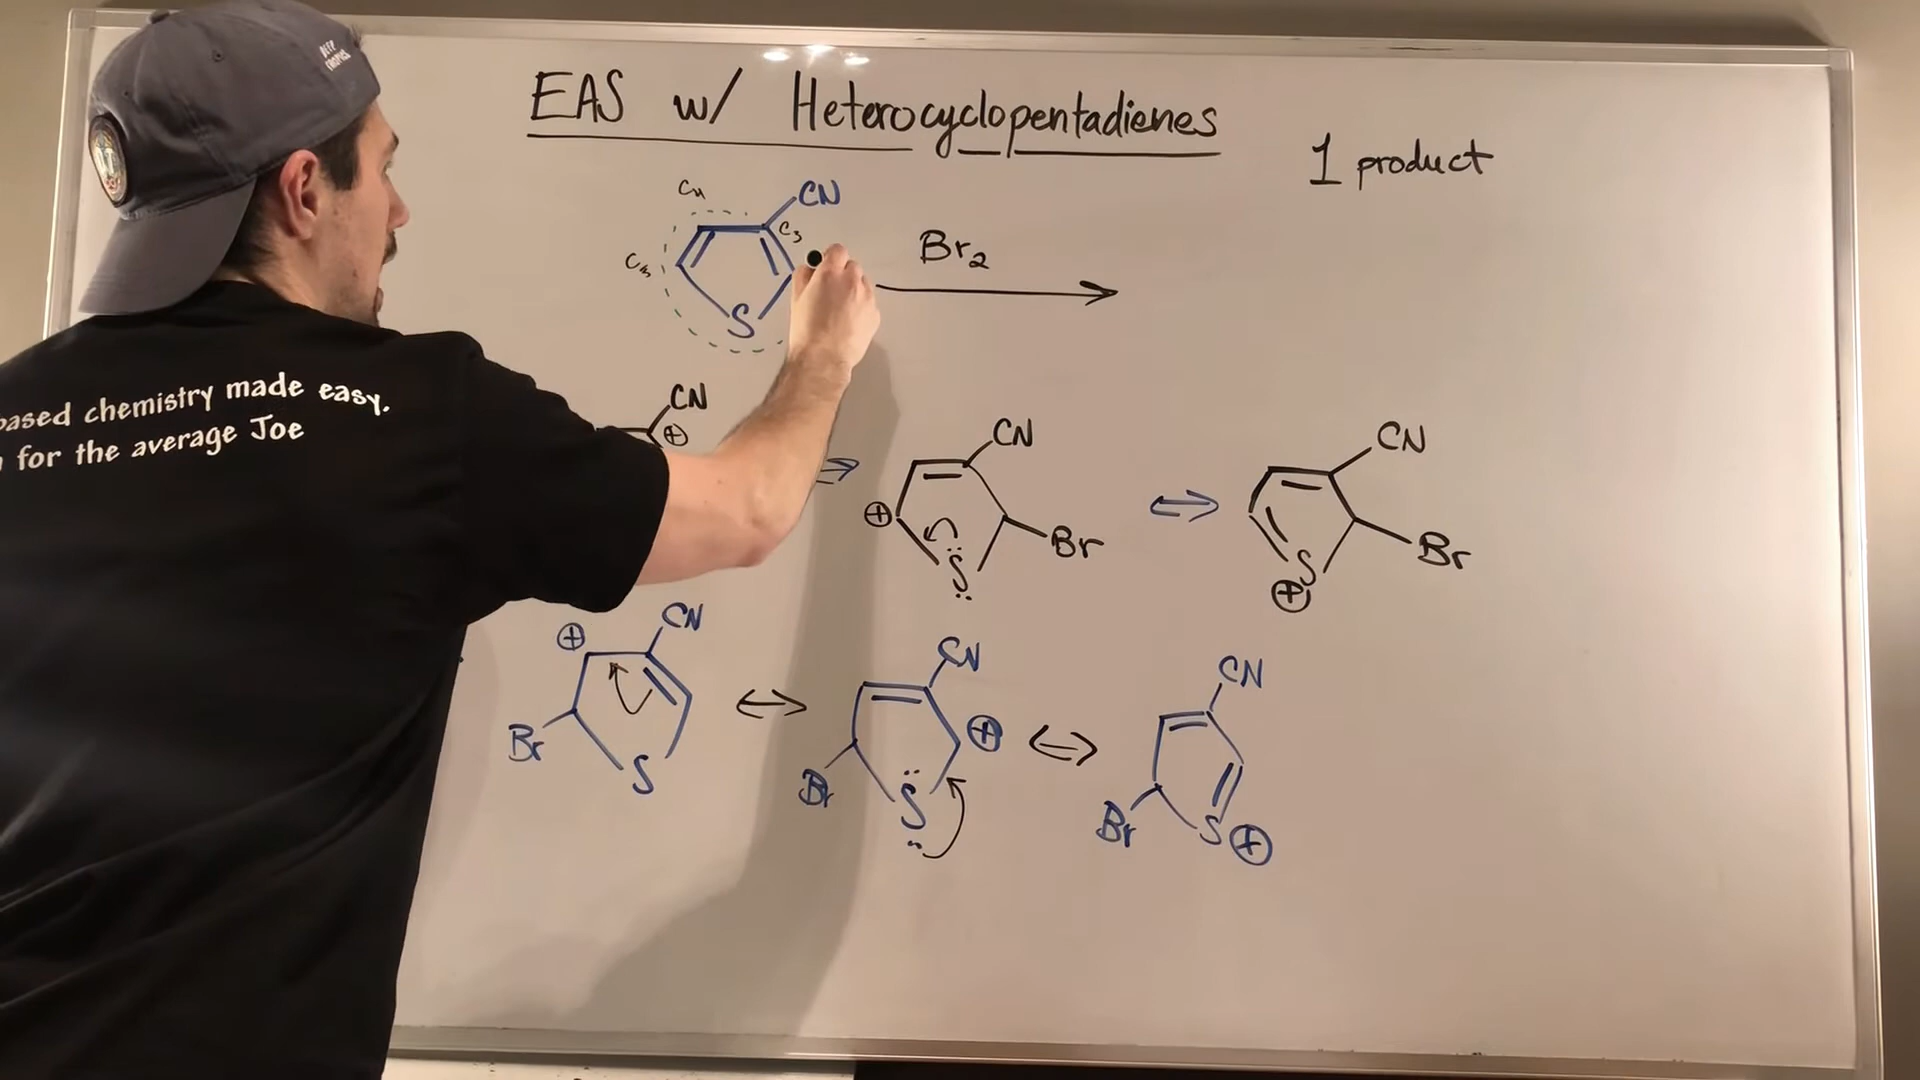 EAS w/ Heterocyclopentadienes
1 product
CN
C4
C3
Br2
S
based chemistry made easy.
for the average Joe
CN
⊕
CN
⊕
Br
S
CN
Br
S
⊕
CN
⊕
Br
S
CN
⊕
Br
S
CN
Br
S ⊕